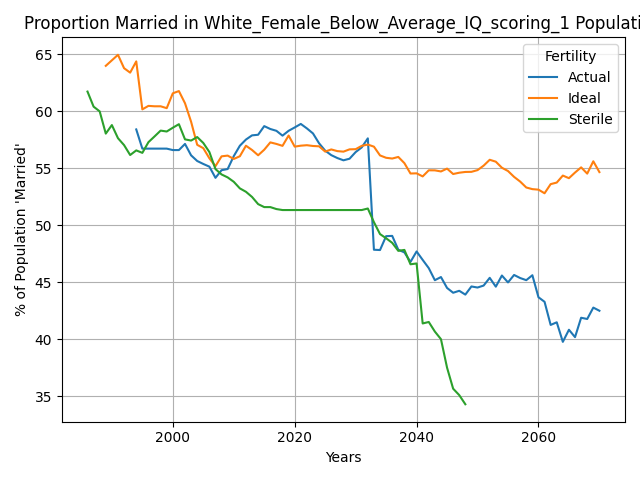 Proportion Married in White_Female_Below_Average_IQ_scoring_1 Populati
65
60
55
50
45
40
35
% of Population 'Married'
2000
2020
2040
2060
Years
Fertility
Actual
Ideal
Sterile